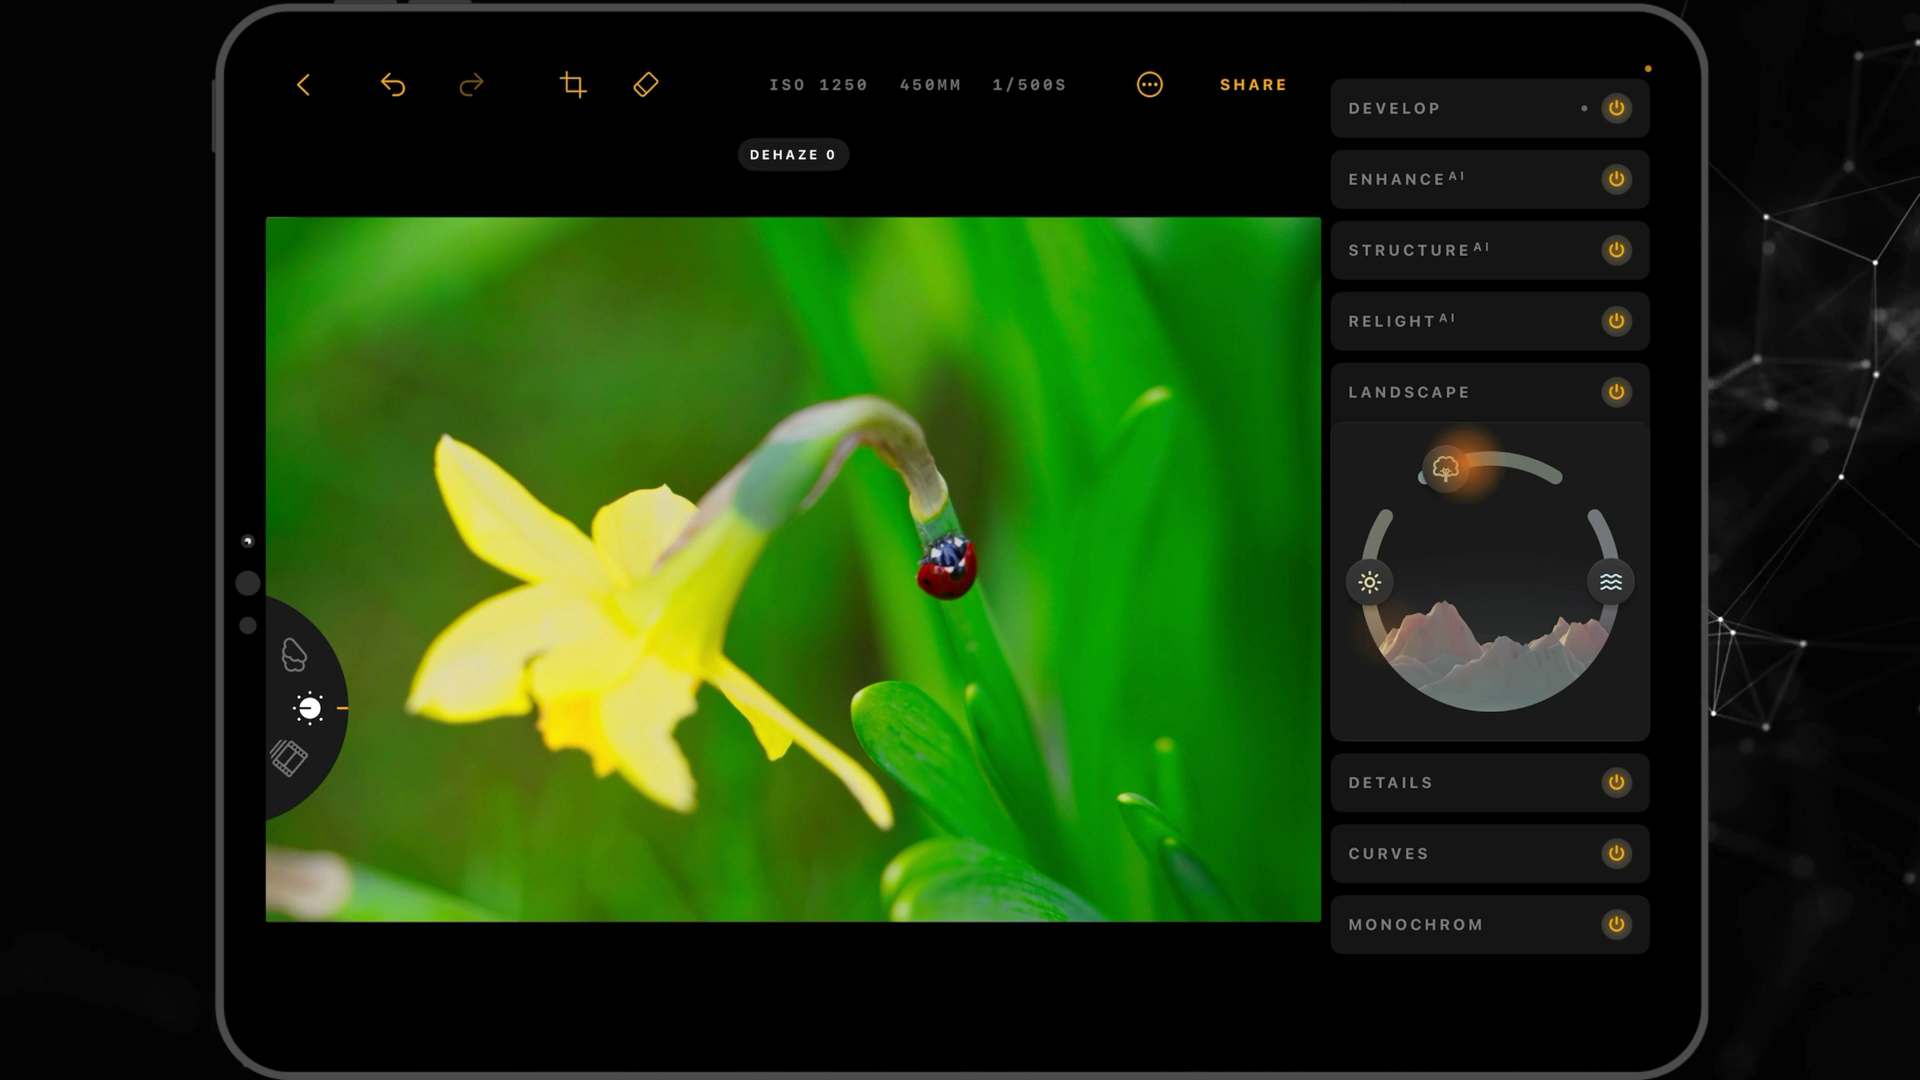 ISO 1250 450MM 1/500S SHARE
DEHAZE 0
DEVELOP
ENHANCE AI
STRUCTURE AI
RELIGHT AI
LANDSCAPE
DETAILS
CURVES
MONOCHROM